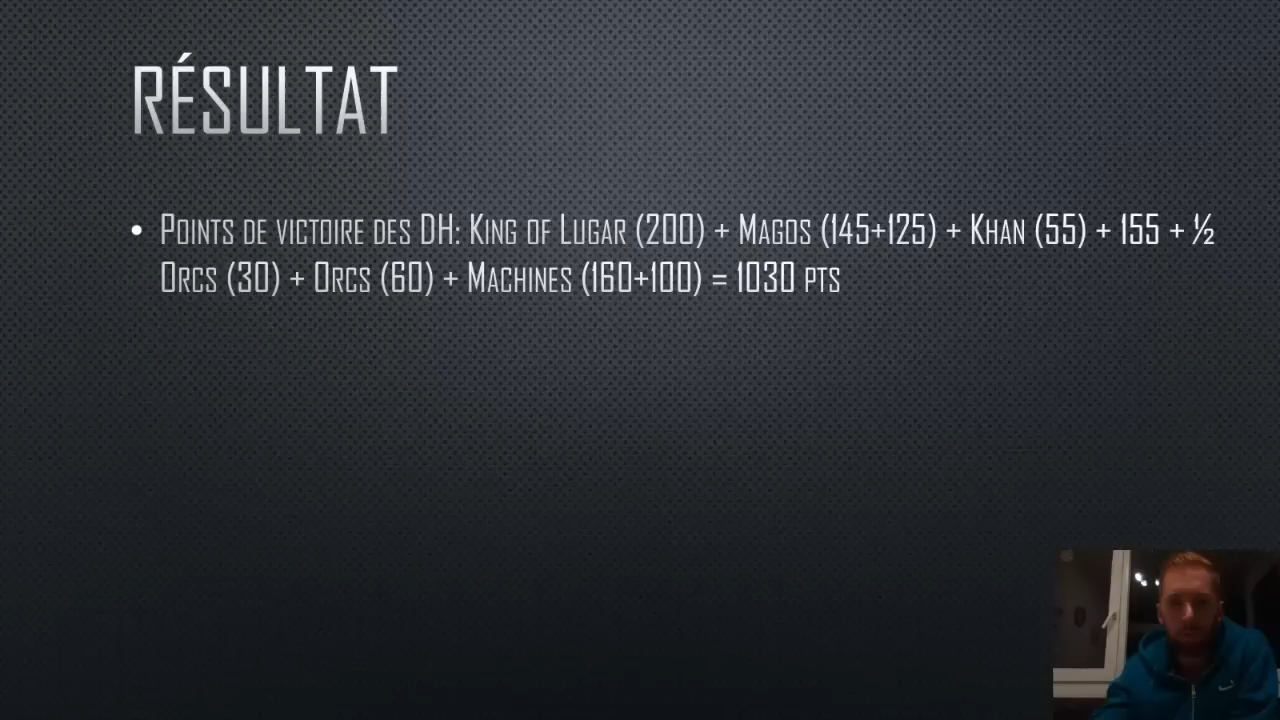 RÉSULTAT
• POINTS DE VICTOIRE DES DH: KING OF LUGAR (200) + MAGOS (145+125) + KHAN (55) + 155 + ½
ORCS (30) + ORCS (60) + MACHINES (160+100) = 1030 PTS